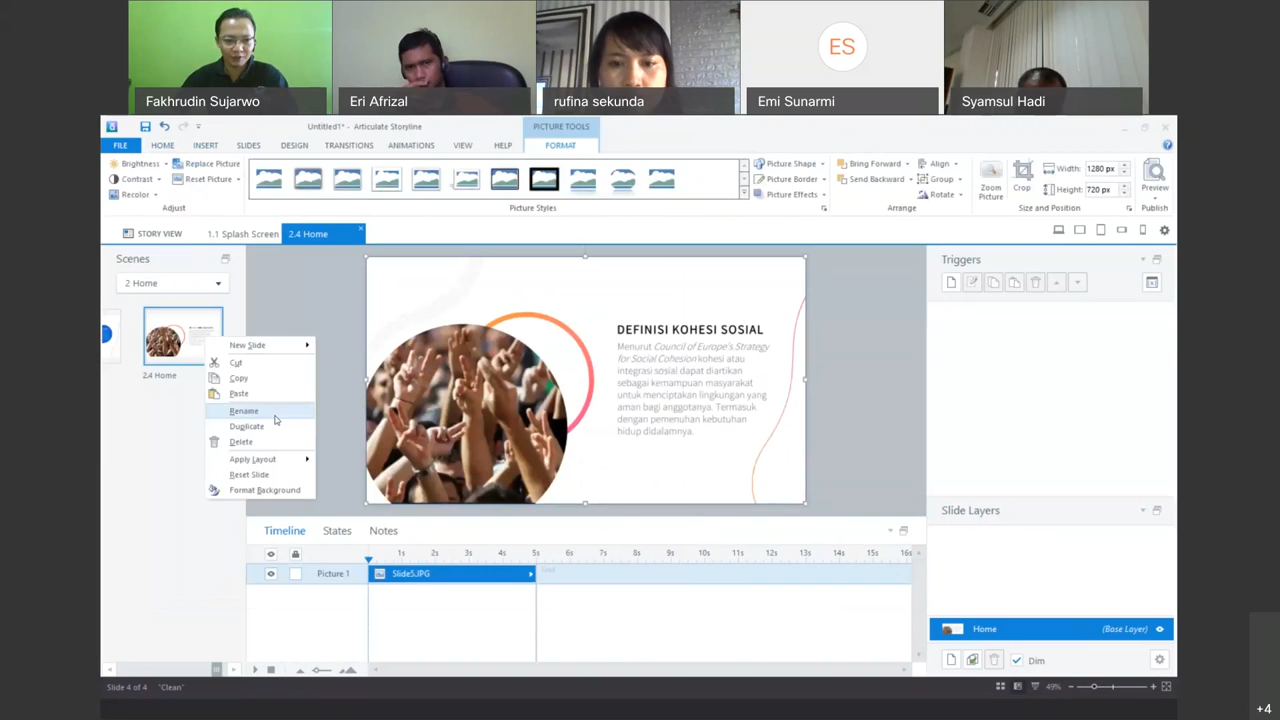 ES
Fakhrudin Sujarwo
Eri Afrizal
rufina sekunda
Emi Sunarmi
Syamsul Hadi
Untitled1* - Articulate Storyline
PICTURE TOOLS
FILE HOME INSERT SLIDES DESIGN TRANSITIONS ANIMATIONS VIEW HELP FORMAT
Brightness
Contrast
Recolor
Replace Picture
Reset Picture
Adjust
Picture Styles
Picture Shape
Picture Border
Picture Effects
Bring Forward
Send Backward
Align
Group
Rotate
Arrange
Zoom Picture
Crop
Width: 1280 px
Height: 720 px
Size and Position
Preview
Publish
STORY VIEW
1.1 Splash Screen
2.4 Home
Scenes
2 Home
2.4 Home
New Slide
Cut
Copy
Paste
Rename
Duplicate
Delete
Apply Layout
Reset Slide
Format Background
DEFINISI KOHESI SOSIAL
Menurut Council of Europe's Strategy
for Social Cohesion kohesi atau
integrasi sosial dapat diartikan
sebagai kemampuan masyarakat
untuk menciptakan lingkungan yang
aman bagi anggotanya. Termasuk
dengan pemenuhan kebutuhan
hidup didalamnya.
Triggers
Slide Layers
Home (Base Layer)
Dim
Timeline States Notes
1s 2s 3s 4s 5s 6s 7s 8s 9s 10s 11s 12s 13s 14s 15s 16s
Picture 1
Slide5.JPG
Slide 4 of 4 "Clean"
49%
+4